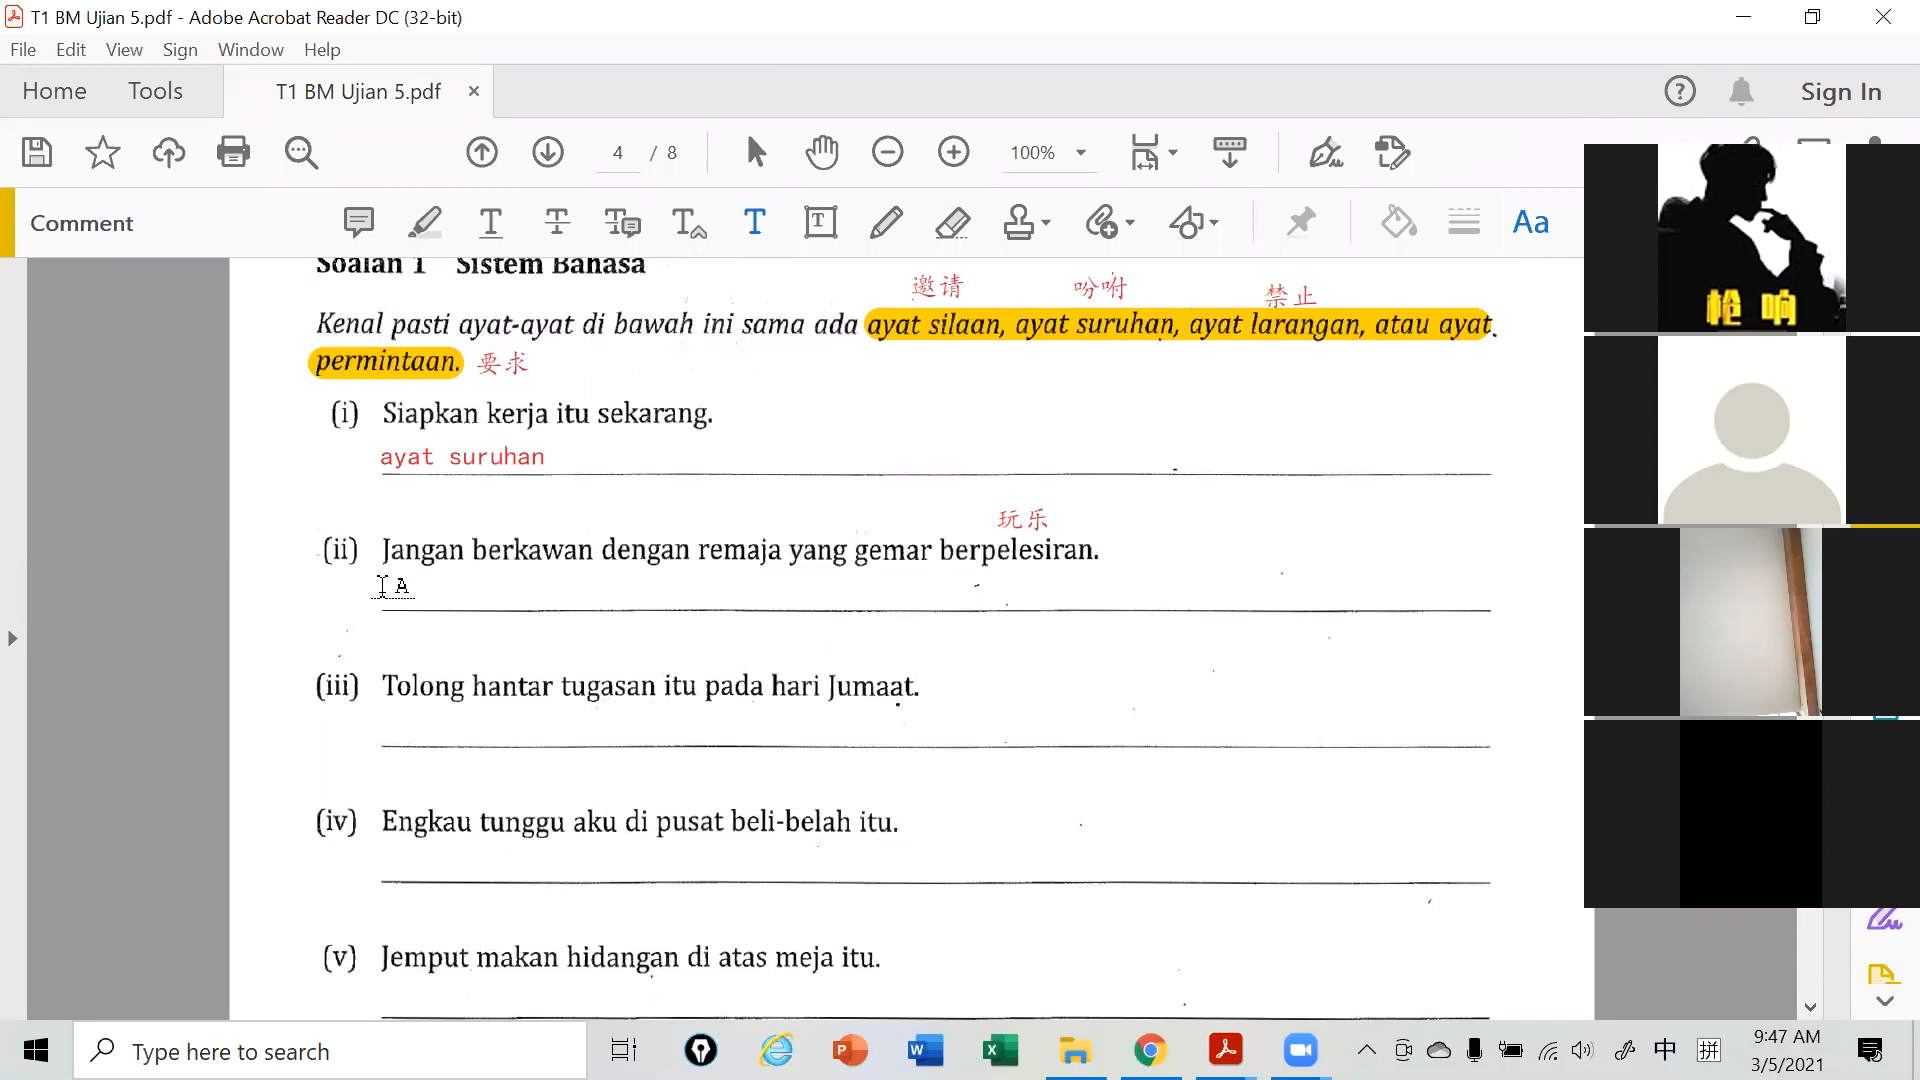 T1 BM Ujian 5.pdf - Adobe Acrobat Reader DC (32-bit)
File Edit View Sign Window Help
Home Tools T1 BM Ujian 5.pdf × Sign In
4 / 8 100%
Comment Aa
Soalan 1 Sistem Bahasa
邀请 吩咐 禁止
Kenal pasti ayat-ayat di bawah ini sama ada ayat silaan, ayat suruhan, ayat larangan, atau ayat
permintaan. 要求
(i) Siapkan kerja itu sekarang.
ayat suruhan
玩乐
(ii) Jangan berkawan dengan remaja yang gemar berpelesiran.
A
(iii) Tolong hantar tugasan itu pada hari Jumaat.
(iv) Engkau tunggu aku di pusat beli-belah itu.
(v) Jemput makan hidangan di atas meja itu.
枪 响
Type here to search
中 拼
9:47 AM
3/5/2021